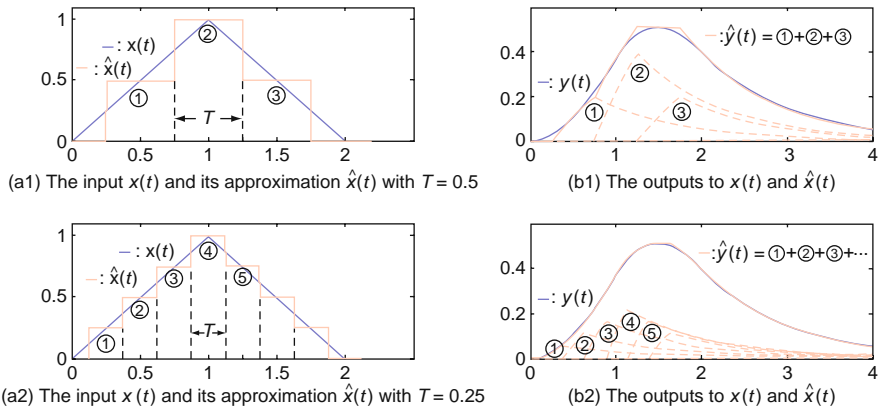 1
— : x(t)
— : x̂(t)
②
0.5
①
T
③
0
0 0.5 1 1.5 2
(a1) The input x(t) and its approximation x̂(t) with T = 0.5
— : ŷ(t) = ①+②+③
0.4
②
— : y(t)
0.2
①
③
0
0 1 2 3 4
(b1) The outputs to x(t) and x̂(t)
1
— : x(t)
④
— : x̂(t)
③
⑤
0.5
②
T
①
0
0 0.5 1 1.5 2
(a2) The input x(t) and its approximation x̂(t) with T = 0.25
— : ŷ(t) = ①+②+③+⋯
0.4
— : y(t)
0.2
④
③
⑤
②
①
0
0 1 2 3 4
(b2) The outputs to x(t) and x̂(t)